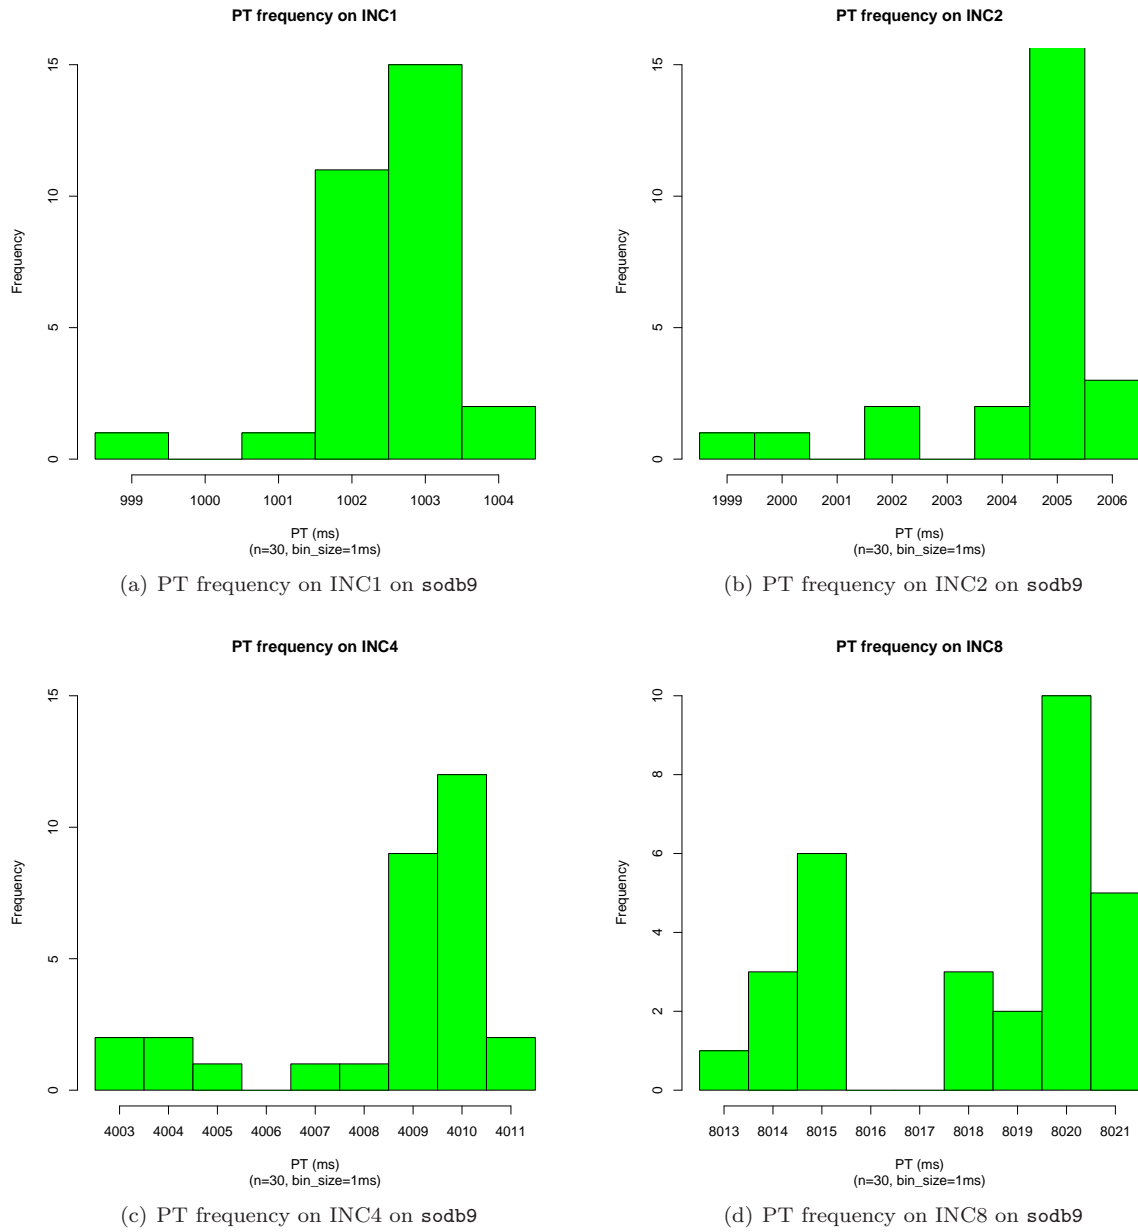 PT frequency on INC1
Frequency
0
5
10
15
999 1000 1001 1002 1003 1004
PT (ms)
(n=30, bin_size=1ms)
(a) PT frequency on INC1 on sodb9
PT frequency on INC2
Frequency
0
5
10
15
1999 2000 2001 2002 2003 2004 2005 2006
PT (ms)
(n=30, bin_size=1ms)
(b) PT frequency on INC2 on sodb9
PT frequency on INC4
Frequency
0
5
10
15
4003 4004 4005 4006 4007 4008 4009 4010 4011
PT (ms)
(n=30, bin_size=1ms)
(c) PT frequency on INC4 on sodb9
PT frequency on INC8
Frequency
0
2
4
6
8
10
8013 8014 8015 8016 8017 8018 8019 8020 8021
PT (ms)
(n=30, bin_size=1ms)
(d) PT frequency on INC8 on sodb9